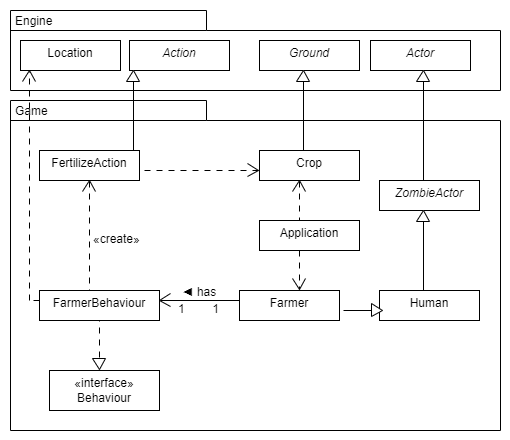 Engine
Location
Action
Ground
Actor
Game
FertilizeAction
Crop
ZombieActor
Application
«create»
FarmerBehaviour
◄ has
1 1
Farmer
Human
«interface»
Behaviour